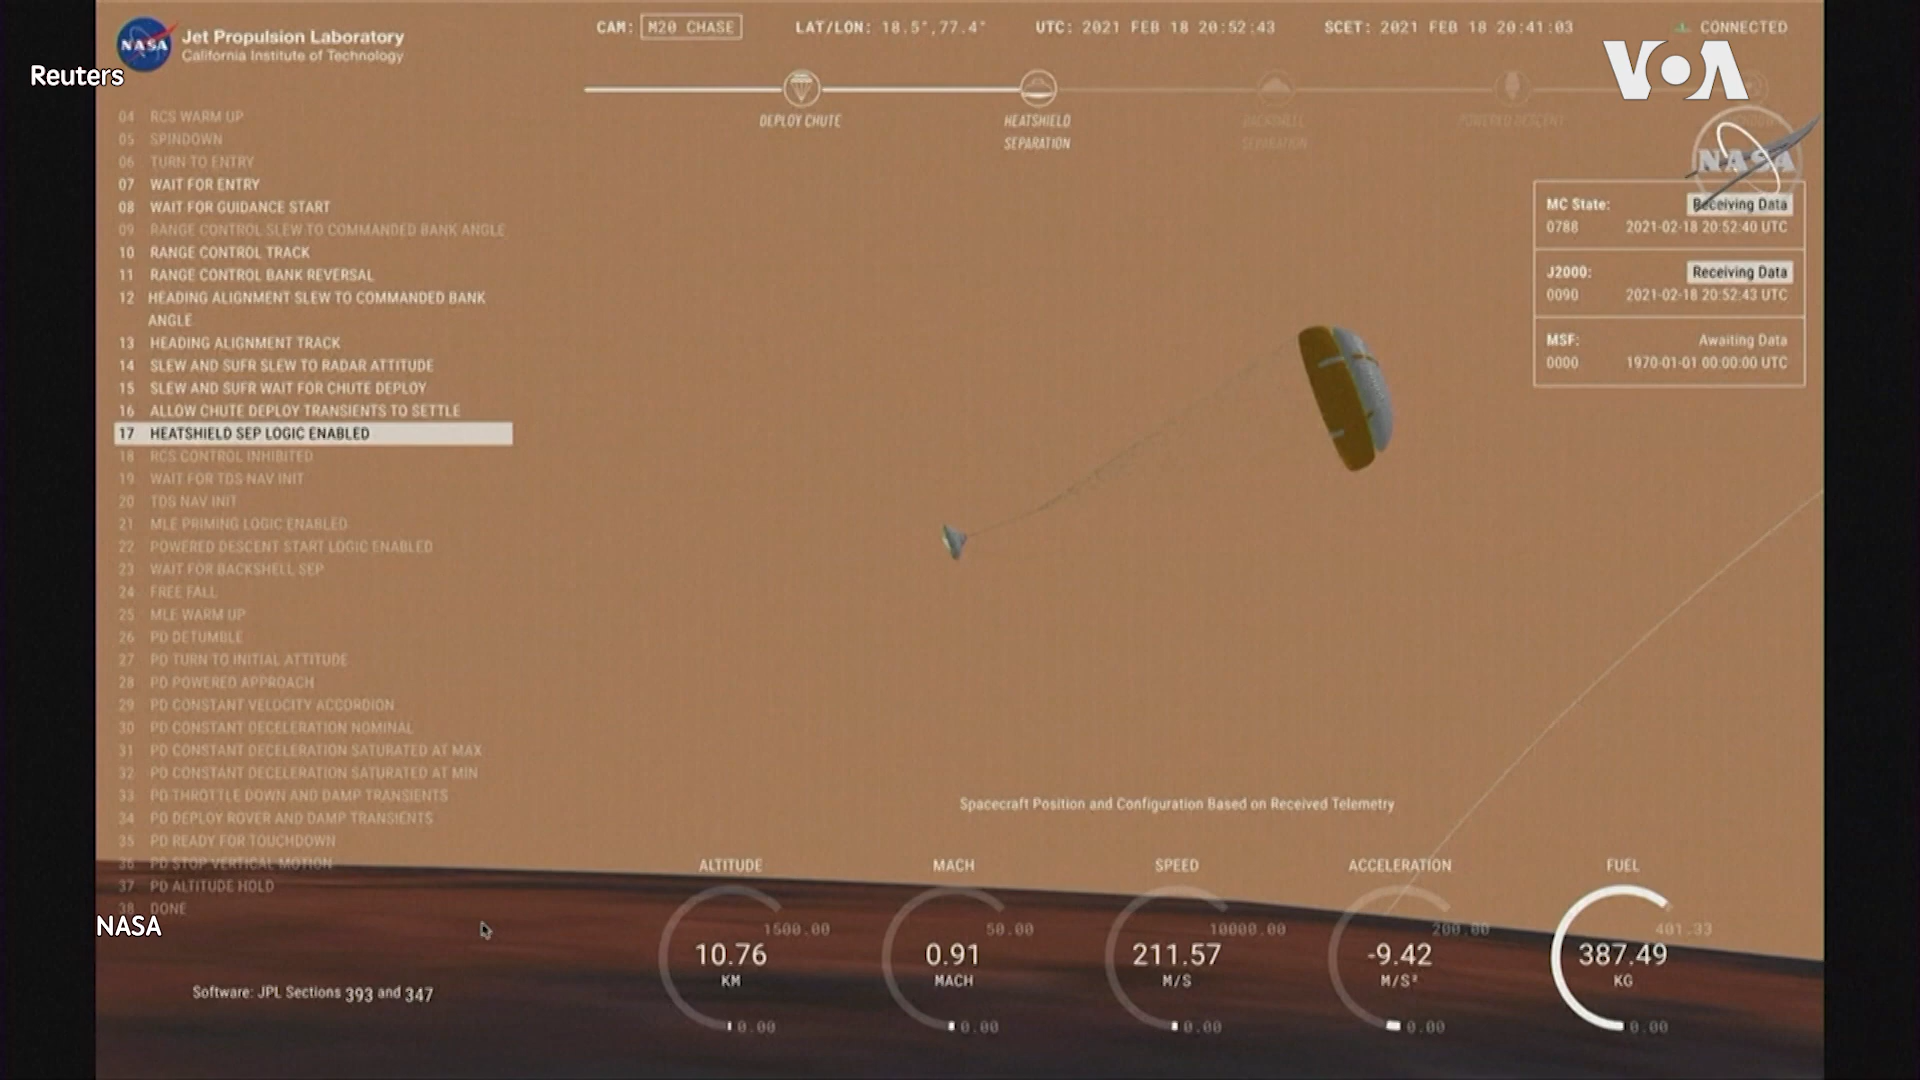 Reuters
NASA
Jet Propulsion Laboratory
California Institute of Technology
CAM: M20 CHASE
LAT/LON: 18.5°,77.4°
UTC: 2021 FEB 18 20:52:43
SCET: 2021 FEB 18 20:41:03
CONNECTED
VOA
DEPLOY CHUTE
HEATSHIELD
SEPARATION
BACKSHELL
SEPARATION
POWERED DESCENT
NASA
04 RCS WARM UP
05 SPINDOWN
06 TURN TO ENTRY
07 WAIT FOR ENTRY
08 WAIT FOR GUIDANCE START
09 RANGE CONTROL SLEW TO COMMANDED BANK ANGLE
10 RANGE CONTROL TRACK
11 RANGE CONTROL BANK REVERSAL
12 HEADING ALIGNMENT SLEW TO COMMANDED BANK
ANGLE
13 HEADING ALIGNMENT TRACK
14 SLEW AND SUFR SLEW TO RADAR ATTITUDE
15 SLEW AND SUFR WAIT FOR CHUTE DEPLOY
16 ALLOW CHUTE DEPLOY TRANSIENTS TO SETTLE
17 HEATSHIELD SEP LOGIC ENABLED
18 RCS CONTROL INHIBITED
19 WAIT FOR TDS NAV INIT
20 TDS NAV INIT
21 MLE PRIMING LOGIC ENABLED
22 POWERED DESCENT START LOGIC ENABLED
23 WAIT FOR BACKSHELL SEP
24 FREE FALL
25 MLE WARM UP
26 PD DETUMBLE
27 PD TURN TO INITIAL ATTITUDE
28 PD POWERED APPROACH
29 PD CONSTANT VELOCITY ACCORDION
30 PD CONSTANT DECELERATION NOMINAL
31 PD CONSTANT DECELERATION SATURATED AT MAX
32 PD CONSTANT DECELERATION SATURATED AT MIN
33 PD THROTTLE DOWN AND DAMP TRANSIENTS
34 PD DEPLOY ROVER AND DAMP TRANSIENTS
35 PD READY FOR TOUCHDOWN
36 PD STOP VERTICAL MOTION
37 PD ALTITUDE HOLD
38 DONE
NASA
Software: JPL Sections 393 and 347
MC State: Receiving Data
0788 2021-02-18 20:52:40 UTC
J2000: Receiving Data
0090 2021-02-18 20:52:43 UTC
MSF: Awaiting Data
0000 1970-01-01 00:00:00 UTC
Spacecraft Position and Configuration Based on Received Telemetry
ALTITUDE
1500.00
10.76
KM
0.00
MACH
50.00
0.91
MACH
0.00
SPEED
10000.00
211.57
M/S
0.00
ACCELERATION
200.00
-9.42
M/S²
0.00
FUEL
401.33
387.49
KG
0.00